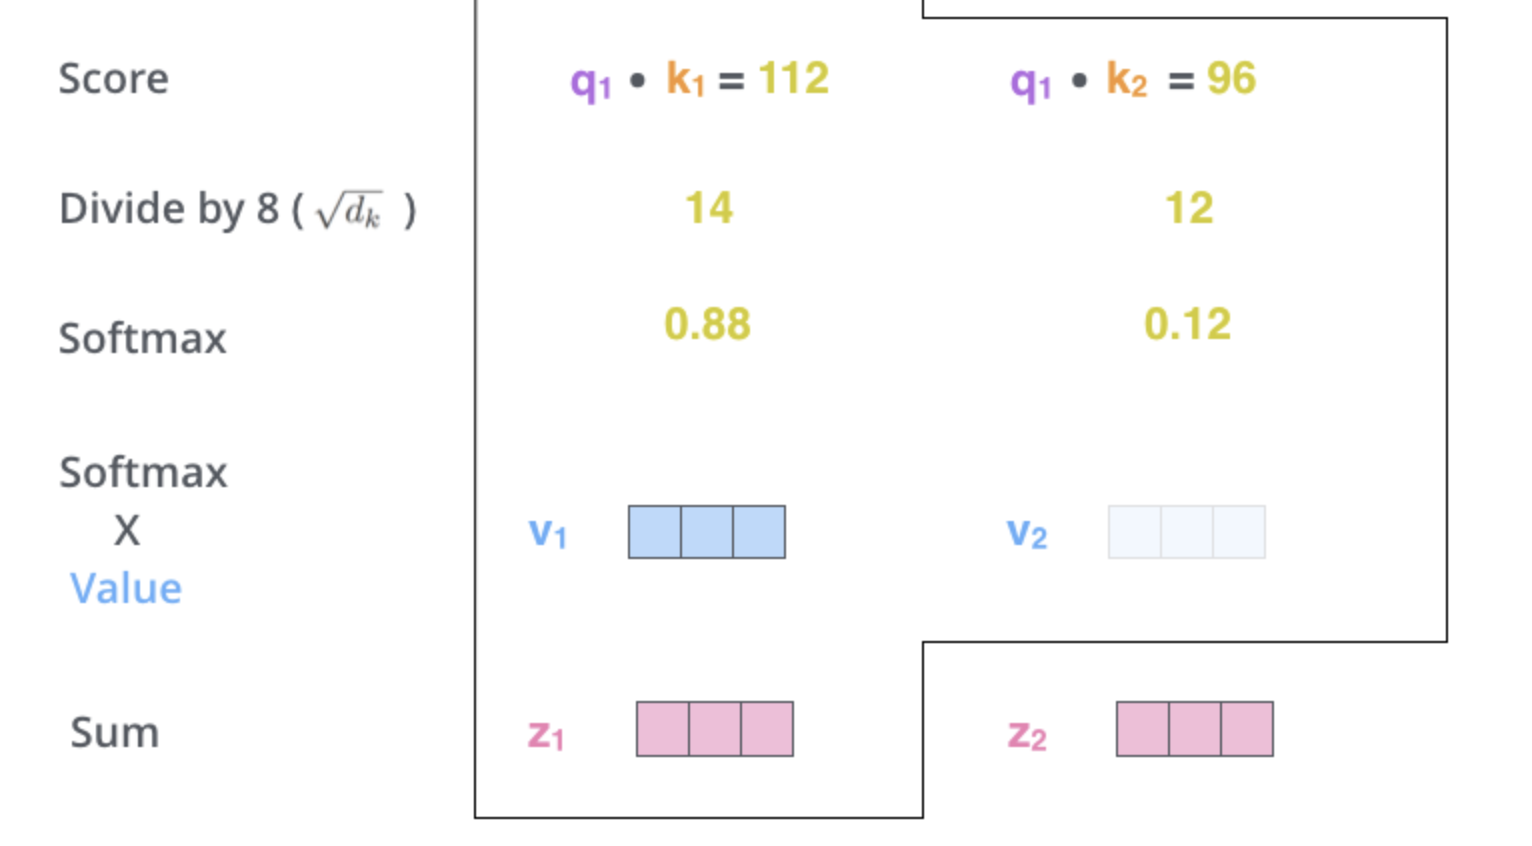 Score q₁ • k₁ = 112 q₁ • k₂ = 96
Divide by 8 ( √dₖ ) 14 12
Softmax 0.88 0.12
Softmax
X v₁ v₂
Value
Sum z₁ z₂